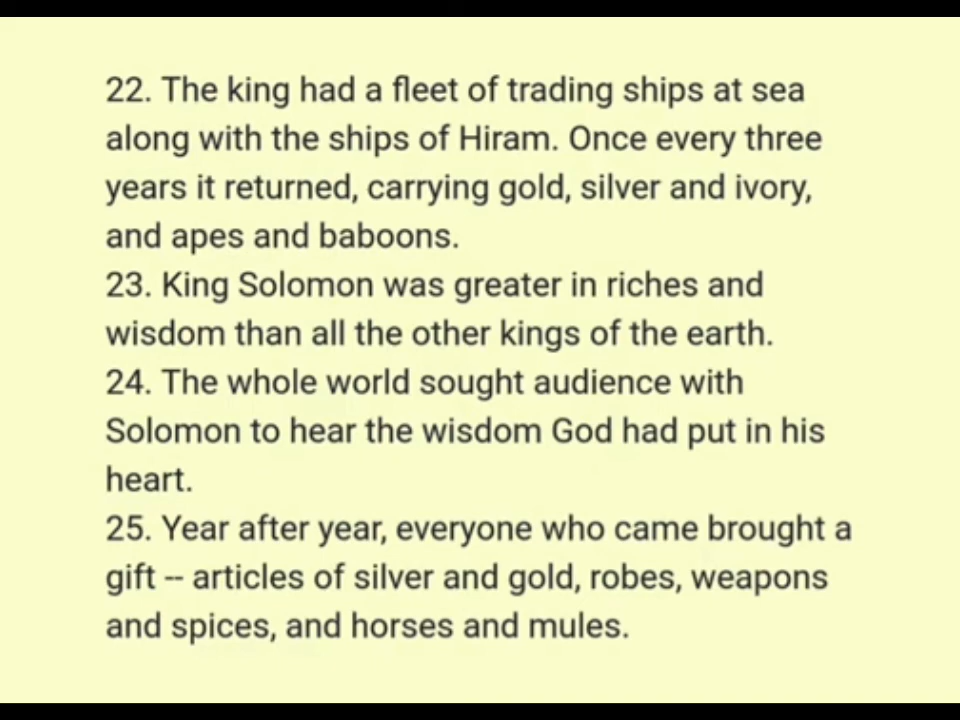 22. The king had a fleet of trading ships at sea
along with the ships of Hiram. Once every three
years it returned, carrying gold, silver and ivory,
and apes and baboons.
23. King Solomon was greater in riches and
wisdom than all the other kings of the earth.
24. The whole world sought audience with
Solomon to hear the wisdom God had put in his
heart.
25. Year after year, everyone who came brought a
gift -- articles of silver and gold, robes, weapons
and spices, and horses and mules.